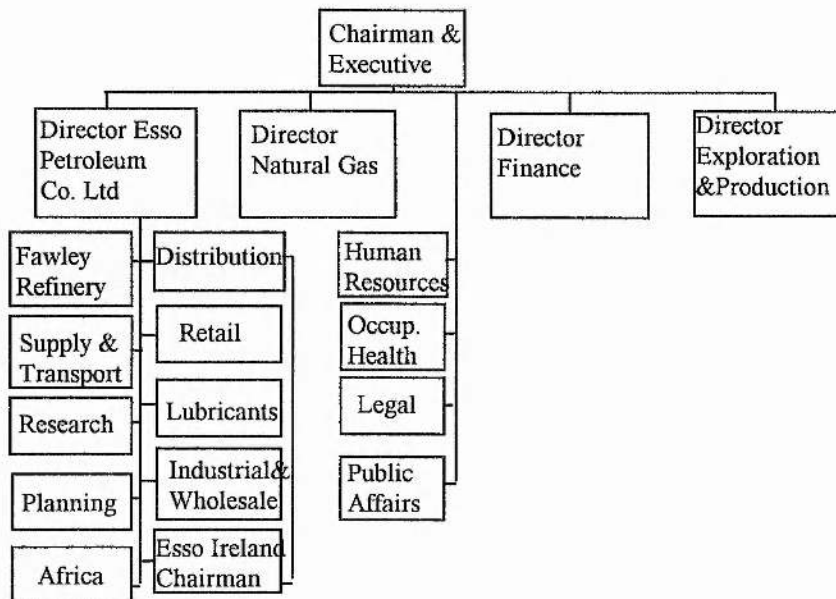 Chairman &
Executive
Director Esso
Petroleum
Co. Ltd
Director
Natural Gas
Director
Finance
Director
Exploration
&Production
Fawley
Refinery
Supply &
Transport
Research
Planning
Africa
Distribution
Retail
Lubricants
Industrial&
Wholesale
Esso Ireland
Chairman
Human
Resources
Occup.
Health
Legal
Public
Affairs